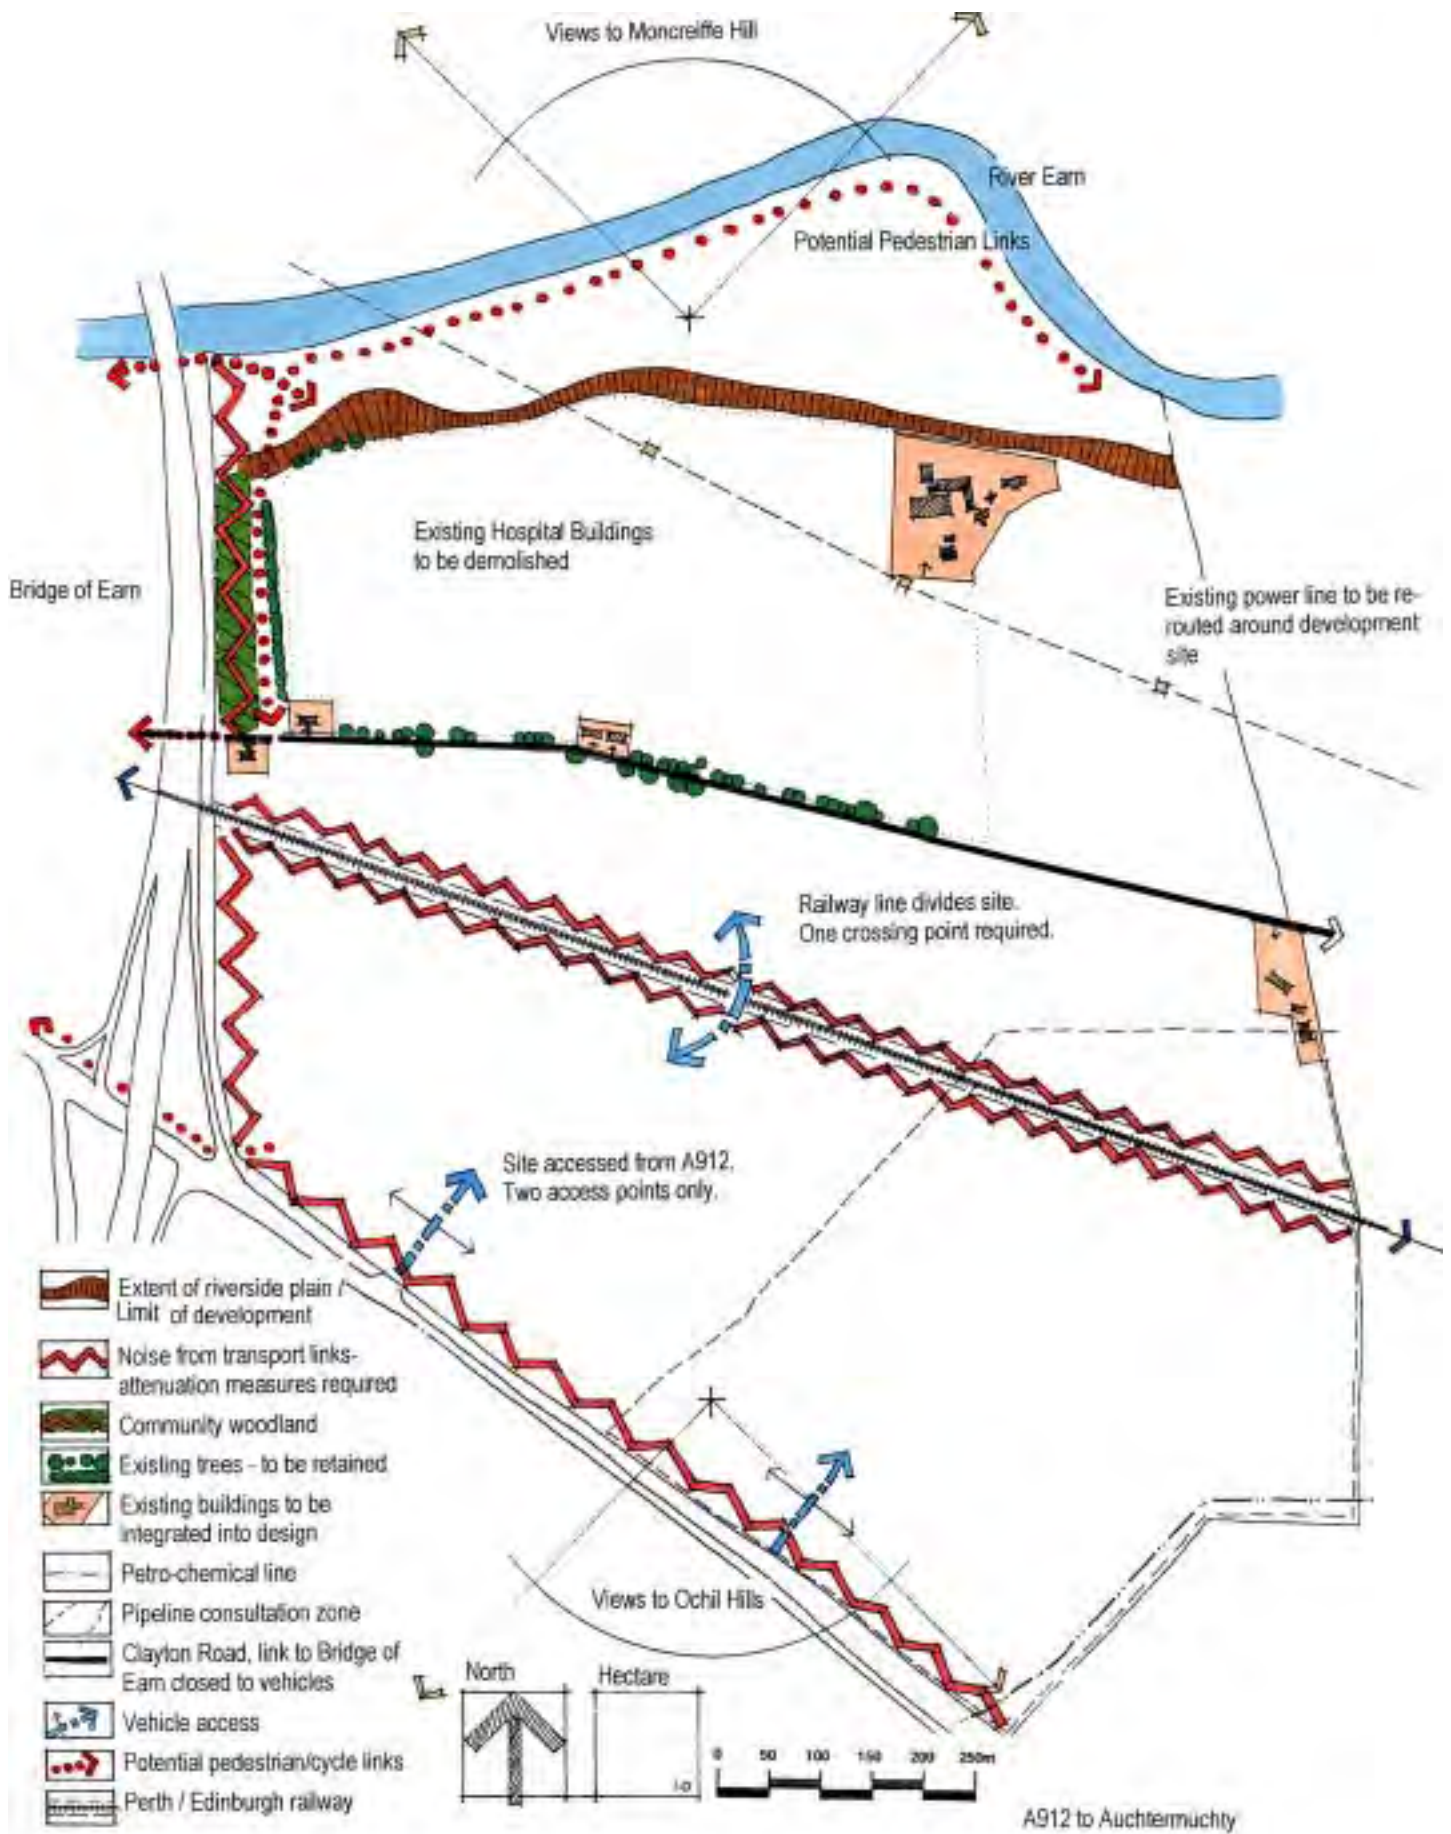 Views to Moncreiffe Hill
River Earn
Potential Pedestrian Links
Existing Hospital Buildings
to be demolished
Bridge of Earn
Existing power line to be re-
routed around development
site
Railway line divides site.
One crossing point required.
Site accessed from A912.
Two access points only.
Extent of riverside plain /
Limit of development
Noise from transport links-
attenuation measures required
Community woodland
Existing trees - to be retained
Existing buildings to be
integrated into design
Petro-chemical line
Pipeline consultation zone
Clayton Road, link to Bridge of
Earn closed to vehicles
Vehicle access
Potential pedestrian/cycle links
Perth / Edinburgh railway
Views to Ochil Hills
North
Hectare
1·0
0 50 100 150 200 250m
A912 to Auchtermuchty